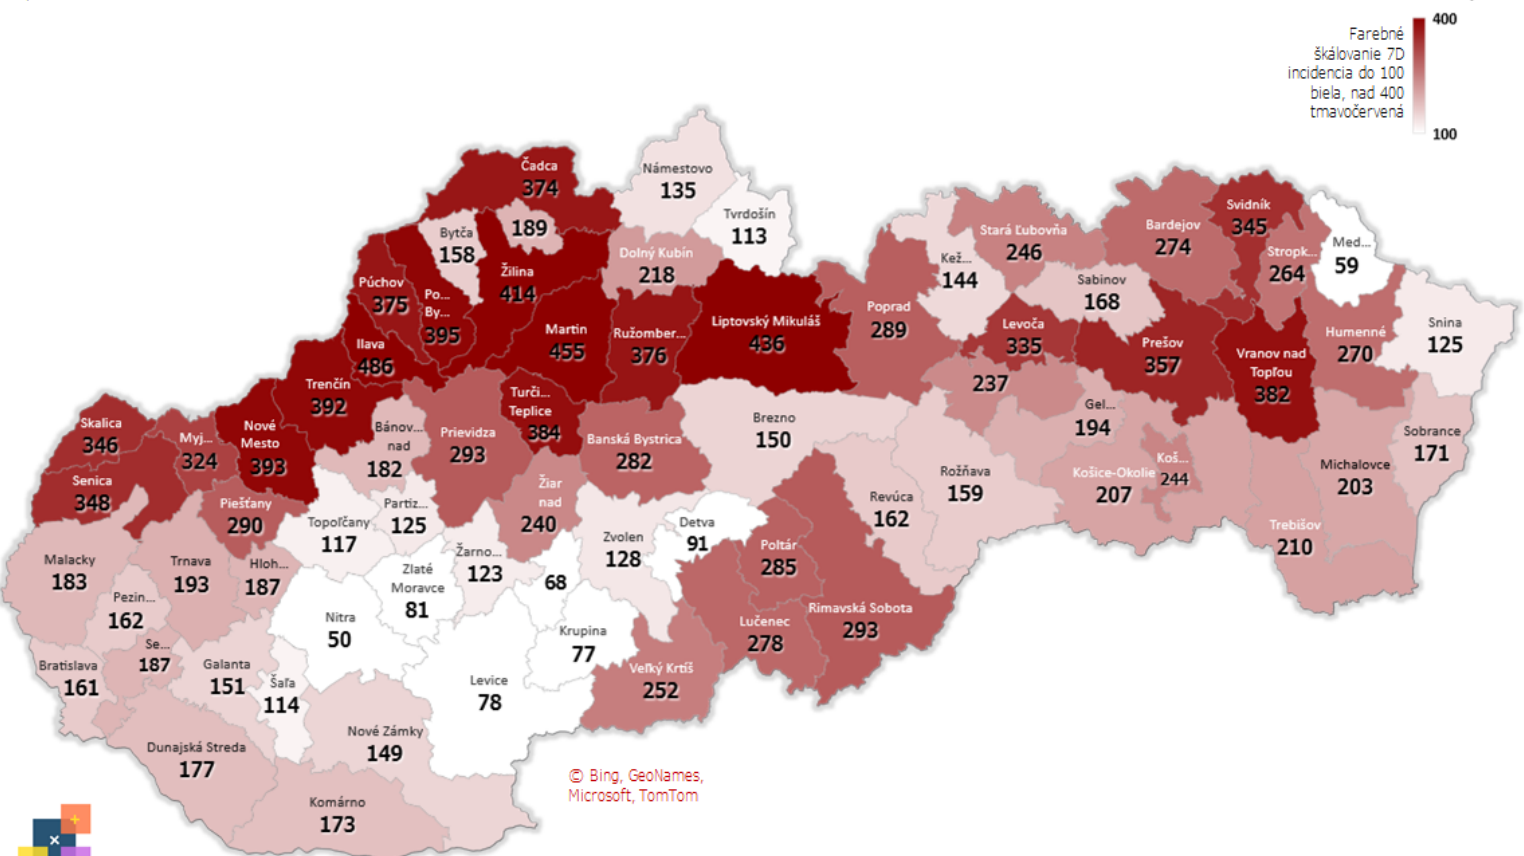 400
Farebné
škálovanie 7D
incidencia do 100
biela, nad 400
tmavočervená
100
Čadca
374
Námestovo
135
Tvrdošín
113
Bytča
158
189
Dolný Kubín
218
Žilina
414
Púchov
375
Po...
By...
395
Ilava
486
Martin
455
Ružomber...
376
Liptovský Mikuláš
436
Poprad
289
Kež...
144
Stará Ľubovňa
246
Sabinov
168
Bardejov
274
Svidník
345
Stropk...
264
Med...
59
Snina
125
Humenné
270
Levoča
335
Prešov
357
Vranov nad
Topľou
382
237
Gel...
194
Trenčín
392
Turči...
Teplice
384
Prievidza
293
Bánov...
nad
182
Banská Bystrica
282
Brezno
150
Skalica
346
Myj...
324
Nové
Mesto
393
Senica
348
Piešťany
290
Topoľčany
117
Partiz...
125
Žiar
nad
240
Žarno...
123
Zvolen
128
Detva
91
Poltár
285
Revúca
162
Rožňava
159
Košice-Okolie
207
Koš...
244
Michalovce
203
Sobrance
171
Trebišov
210
Malacky
183
Trnava
193
Hloh...
187
Pezin...
162
Zlaté
Moravce
81
68
Nitra
50
Krupina
77
Lučenec
278
Rimavská Sobota
293
Se...
187
Bratislava
161
Galanta
151
Šaľa
114
Levice
78
Veľký Krtíš
252
Nové Zámky
149
Dunajská Streda
177
Komárno
173
© Bing, GeoNames,
Microsoft, TomTom